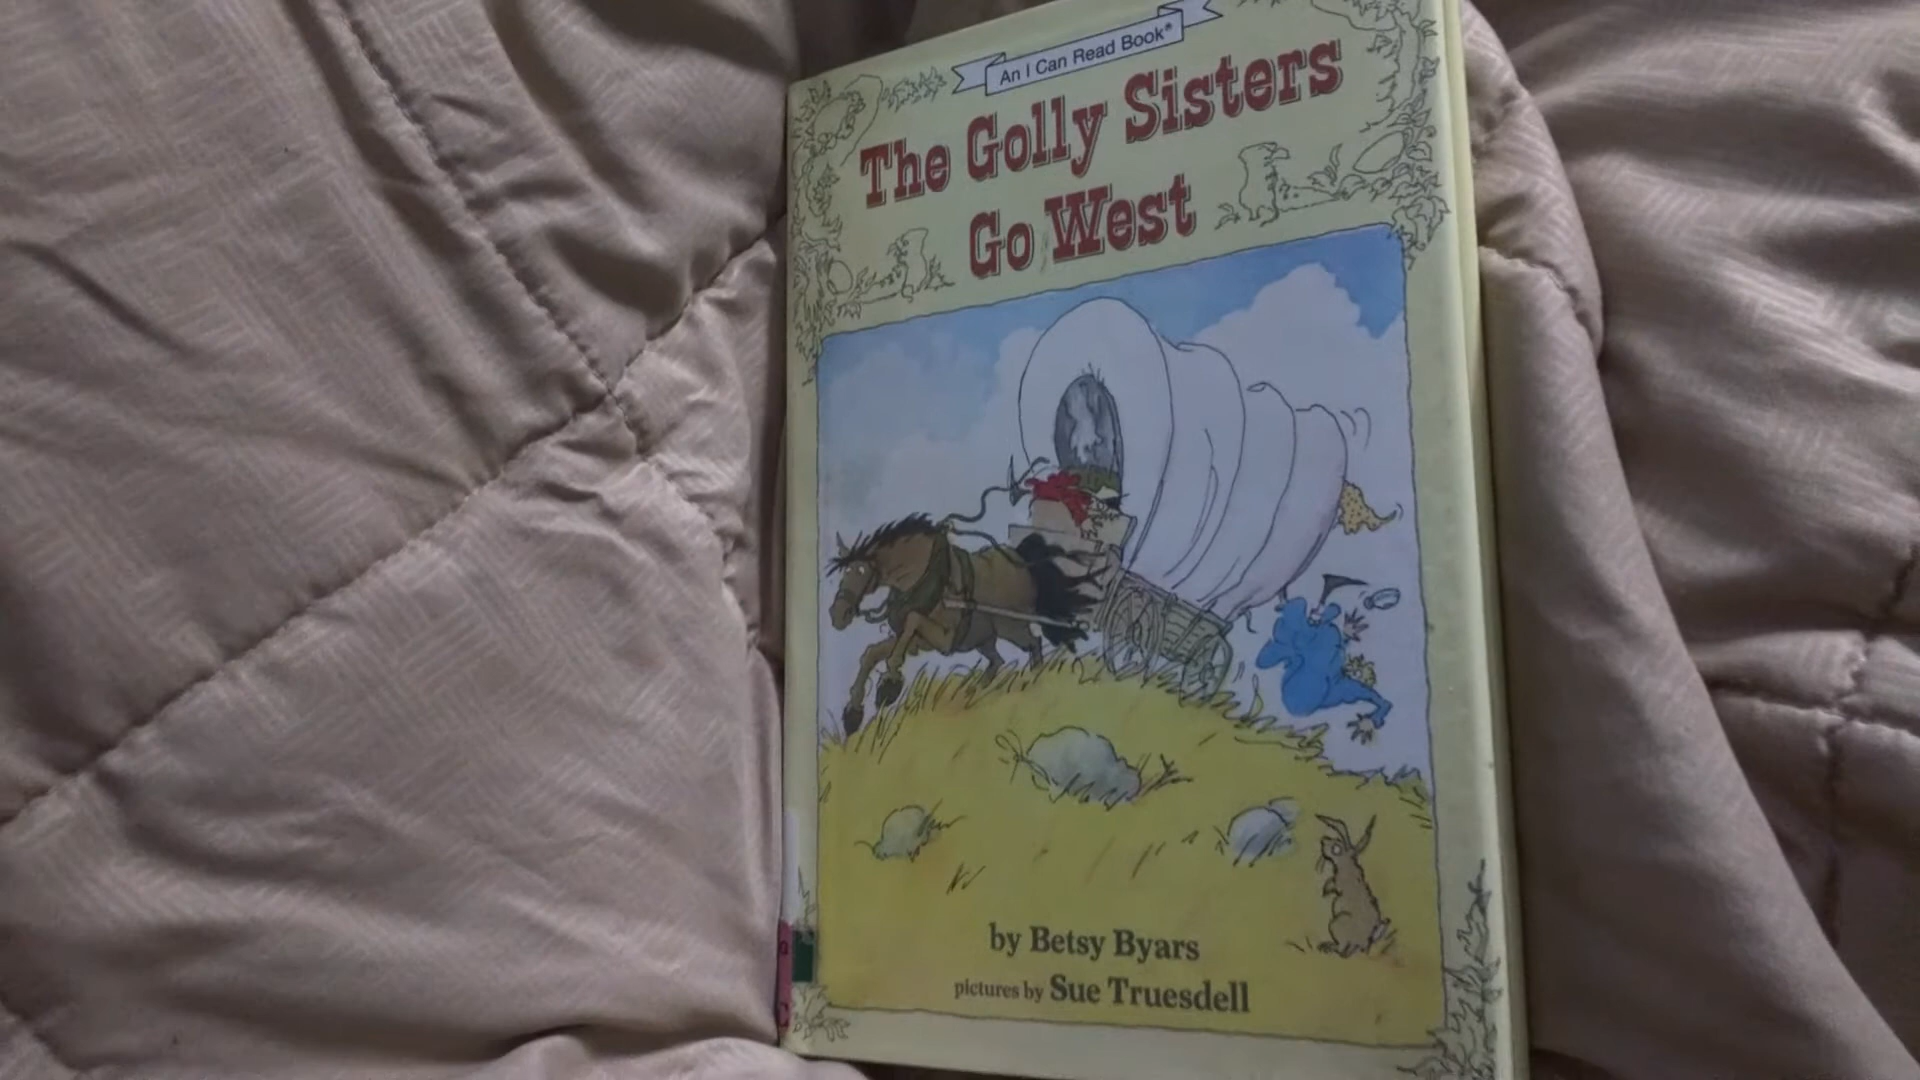 An I Can Read Book®
The Golly Sisters
Go West
by Betsy Byars
pictures by Sue Truesdell